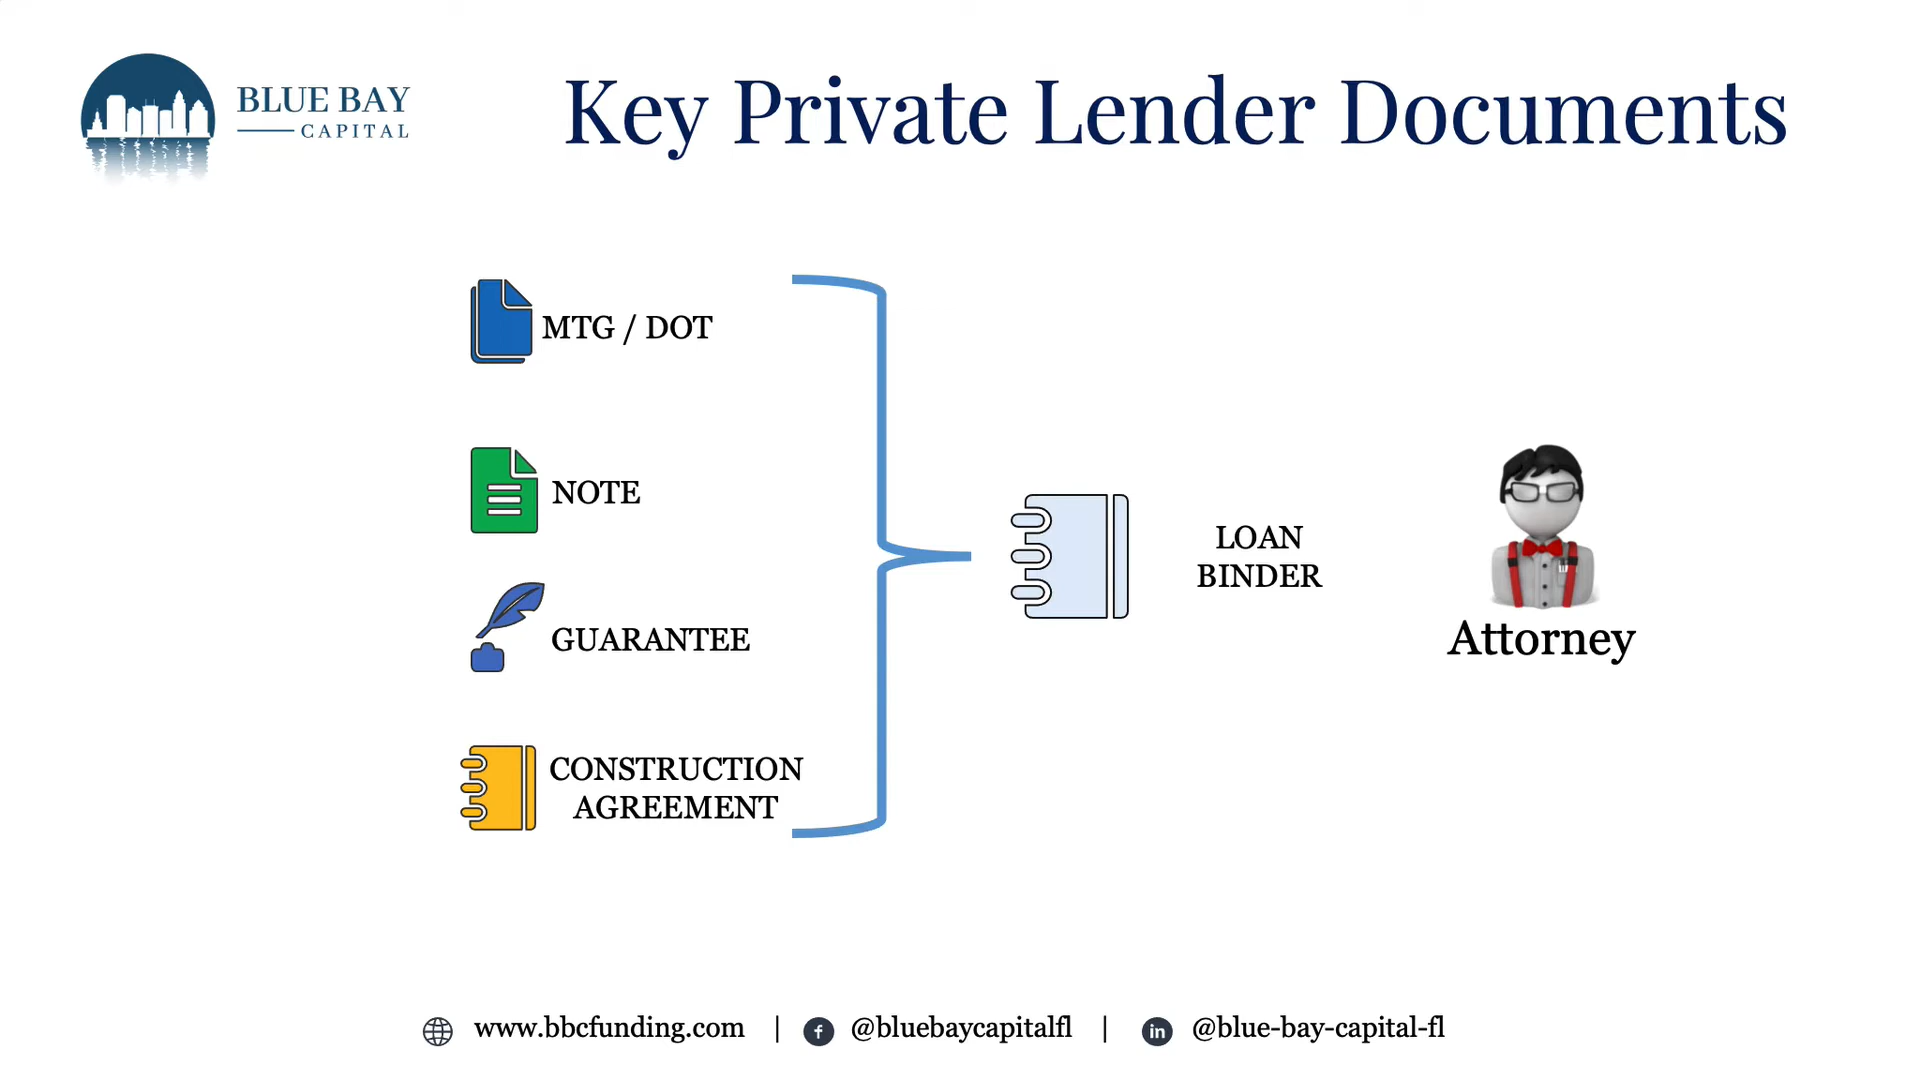 BLUE BAY
CAPITAL
Key Private Lender Documents
MTG / DOT
NOTE
GUARANTEE
CONSTRUCTION
AGREEMENT
LOAN
BINDER
Attorney
www.bbcfunding.com | @bluebaycapitalfl | @blue-bay-capital-fl